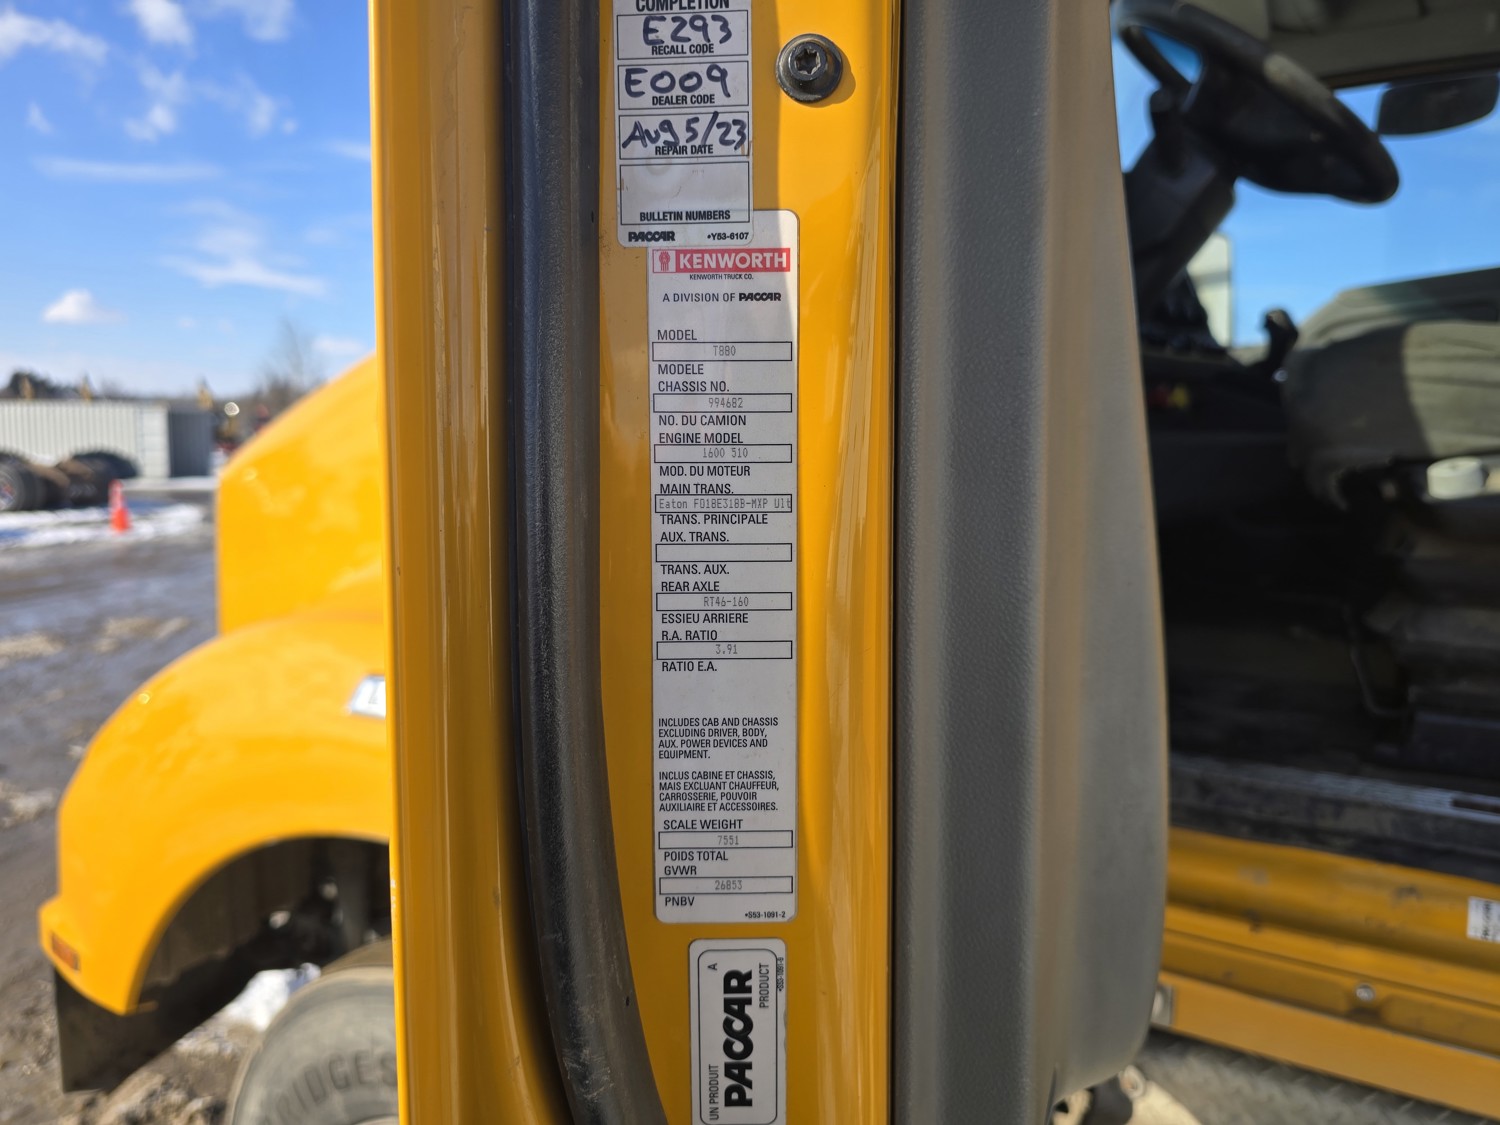 COMPLETION
E293
RECALL CODE
E009
DEALER CODE
Aug 5/23
REPAIR DATE
BULLETIN NUMBERS
PACCAR •Y53-6107
KENWORTH
KENWORTH TRUCK CO.
A DIVISION OF PACCAR
MODEL
T880
MODELE
CHASSIS NO.
994682
NO. DU CAMION
ENGINE MODEL
1600 510
MOD. DU MOTEUR
MAIN TRANS.
Eaton FO18E318B-MXP Ult
TRANS. PRINCIPALE
AUX. TRANS.
TRANS. AUX.
REAR AXLE
RT46-160
ESSIEU ARRIERE
R.A. RATIO
3.91
RATIO E.A.
INCLUDES CAB AND CHASSIS
EXCLUDING DRIVER, BODY,
AUX. POWER DEVICES AND
EQUIPMENT.
INCLUS CABINE ET CHASSIS,
MAIS EXCLUANT CHAUFFEUR,
CARROSSERIE, POUVOIR
AUXILIAIRE ET ACCESSOIRES.
SCALE WEIGHT
7551
POIDS TOTAL
GVWR
26853
PNBV
•S53-1091-2
A
PACCAR
PRODUCT
UN PRODUIT